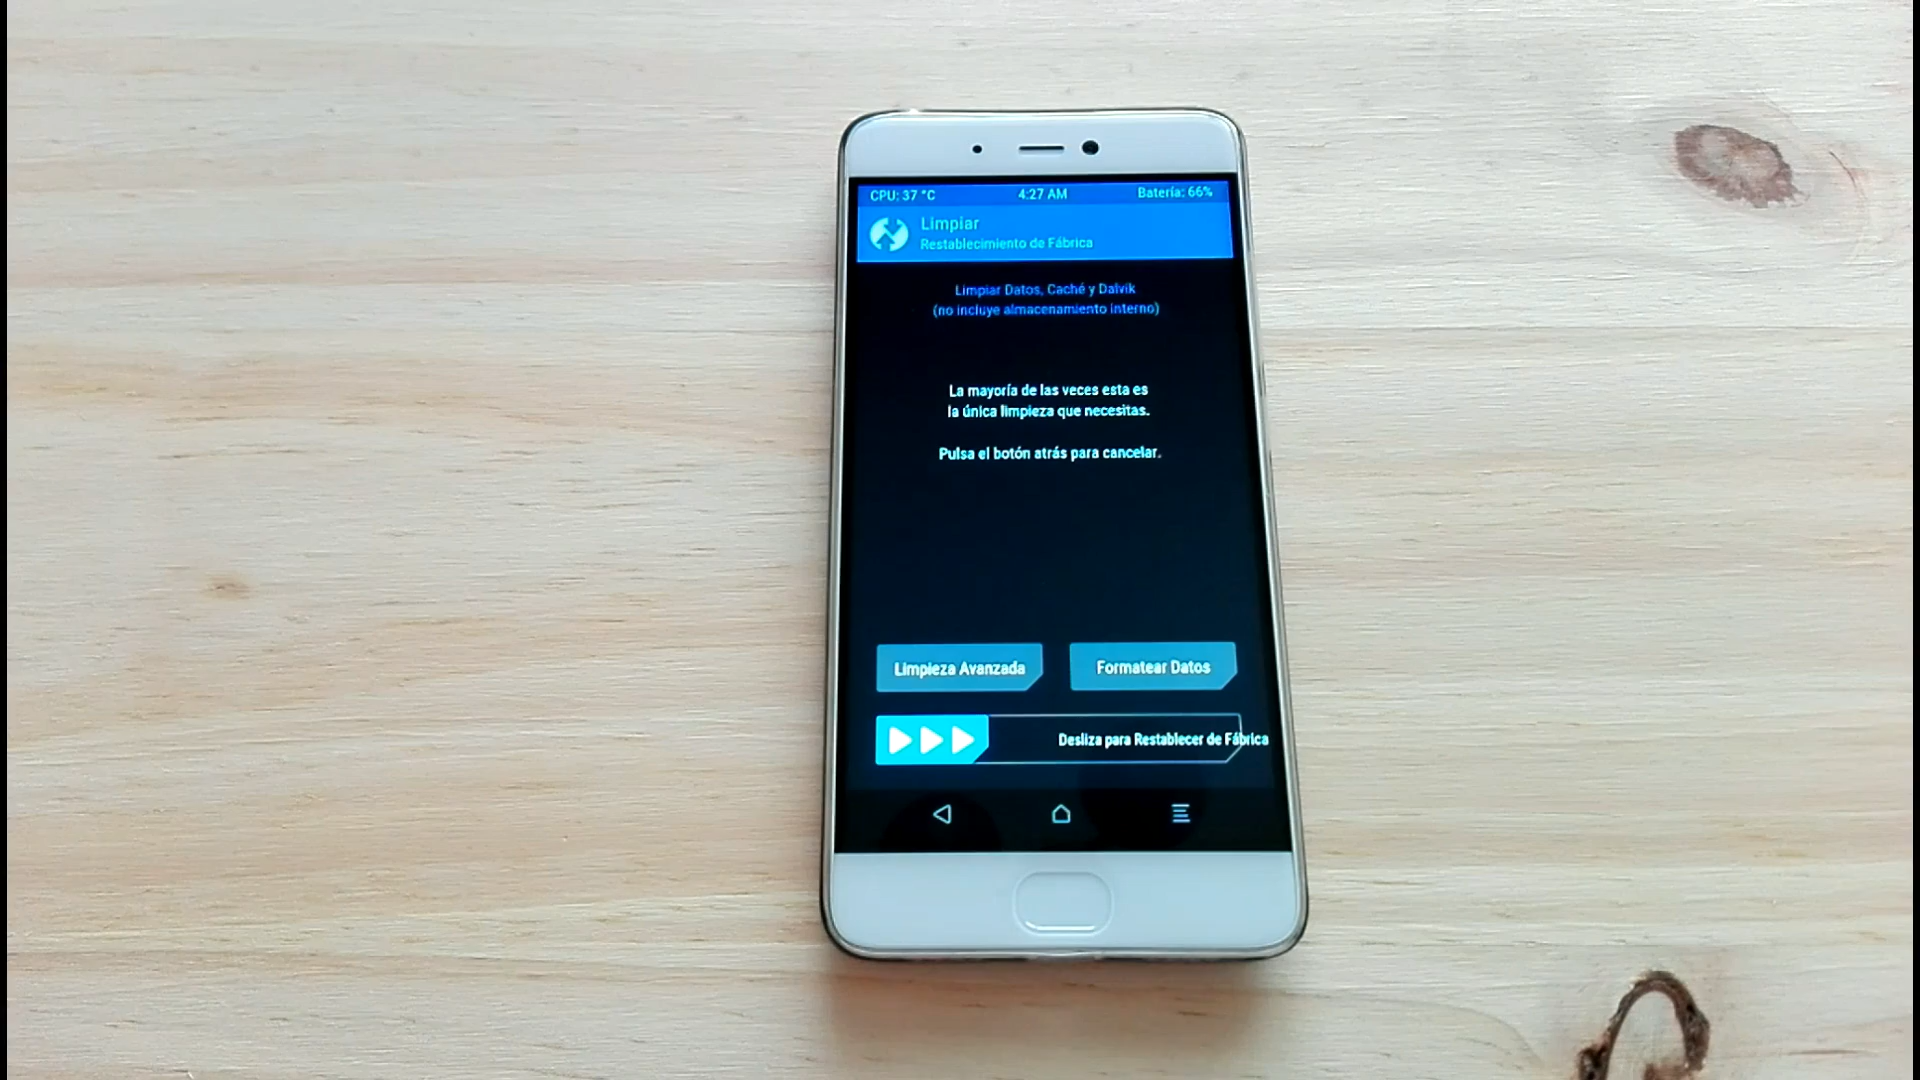 CPU: 37 °C 4:27 AM Batería: 66%
Limpiar
Restablecimiento de Fábrica
Limpiar Datos, Caché y Dalvik
(no incluye almacenamiento interno)
La mayoría de las veces esta es
la única limpieza que necesitas.
Pulsa el botón atrás para cancelar.
Limpieza Avanzada Formatear Datos
Desliza para Restablecer de Fábrica